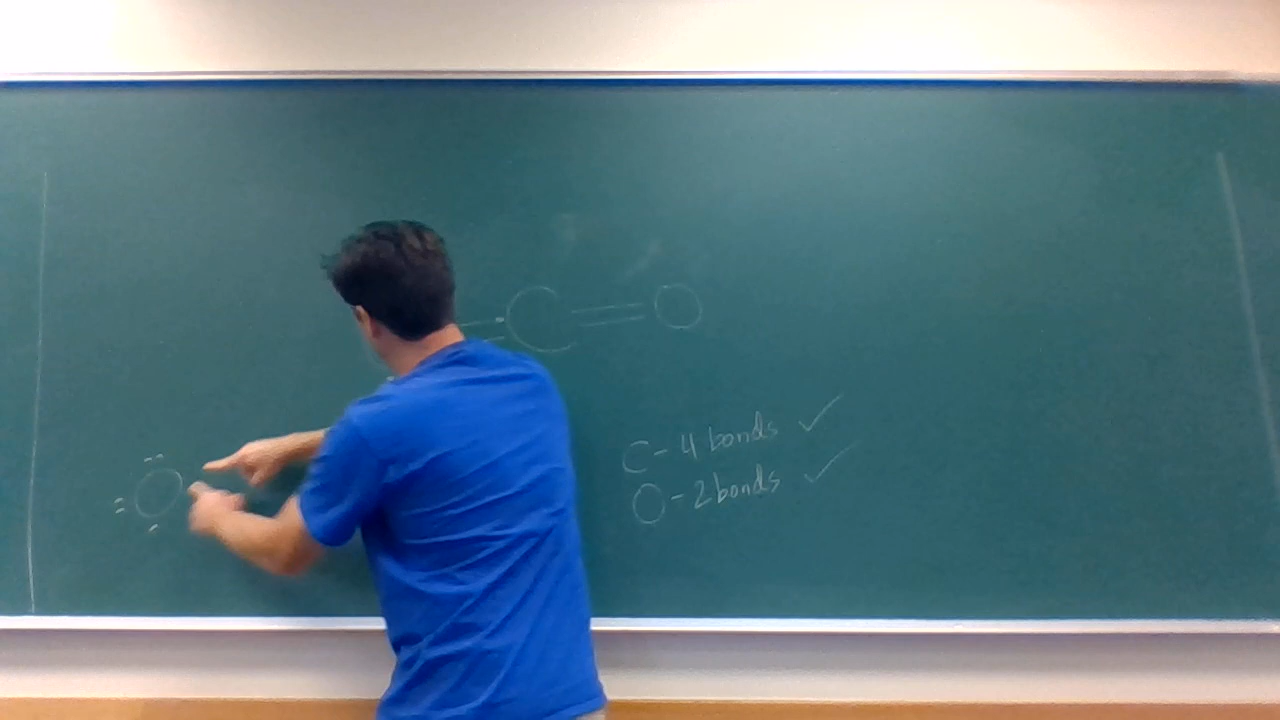 =C=O
C-4 bonds ✓
O-2 bonds ✓
O